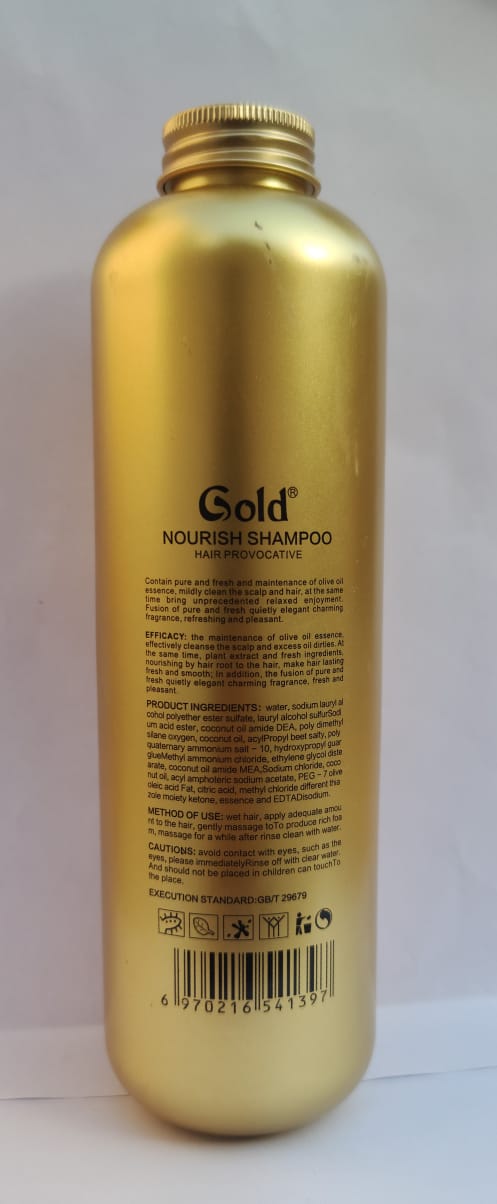 Gold®
NOURISH SHAMPOO
HAIR PROVOCATIVE
Contain pure and fresh and maintenance of olive oil
essence, mildly clean the scalp and hair, at the same
time bring unprecedented relaxed enjoyment.
Fusion of pure and fresh quietly elegant charming
fragrance, refreshing and pleasant.
EFFICACY: the maintenance of olive oil essence,
effectively cleanse the scalp and excess oil dirties. At
the same time, plant extract and fresh ingredients,
nourishing by hair root to the hair, make hair lasting
fresh and smooth; In addition, the fusion of pure and
fresh quietly elegant charming fragrance, fresh and
pleasant.
PRODUCT INGREDIENTS: water, sodium lauryl al
cohol polyether ester sulfate, lauryl alcohol sulfurSodi
um acid ester, coconut oil amide DEA, poly dimethyl
silane oxygen, coconut oil, acylPropyl beet salty, poly
quaternary ammonium salt - 10, hydroxypropyl guar
glueMethyl ammonium chloride, ethylene glycol diste
arate, coconut oil amide MEA,Sodium chloride, coco
nut oil, acyl amphoteric sodium acetate, PEG - 7 olive
oleic acid Fat, citric acid, methyl chloride different thia
zole moiety ketone, essence and EDTADisodium.
METHOD OF USE: wet hair, apply adequate amou
nt to the hair, gently massage toTo produce rich foa
m, massage for a while after rinse clean with water.
CAUTIONS: avoid contact with eyes, such as the
eyes, please immediatelyRinse off with clear water.
And should not be placed in children can touchTo
the place.
EXECUTION STANDARD:GB/T 29679
6 970216 541397